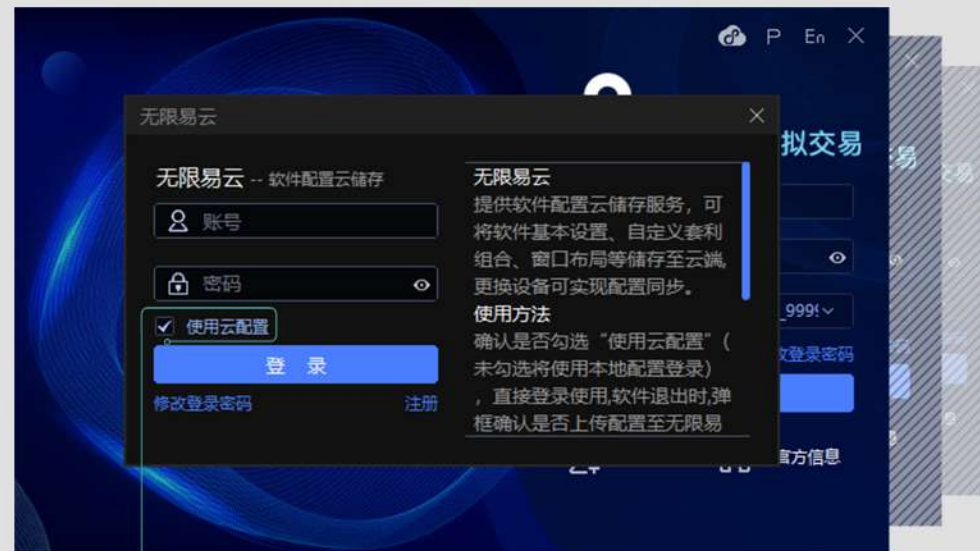 P En
无限易云
拟交易
无限易云 -- 软件配置云储存
账号
密码
使用云配置
登 录
修改登录密码 注册
无限易云
提供软件配置云储存服务，可
将软件基本设置、自定义套利
组合、窗口布局等储存至云端,
更换设备可实现配置同步。
使用方法
确认是否勾选“使用云配置”（
未勾选将使用本地配置登录）
，直接登录使用,软件退出时,弹
框确认是否上传配置至无限易
_999
登录密码
官方信息
易
交易